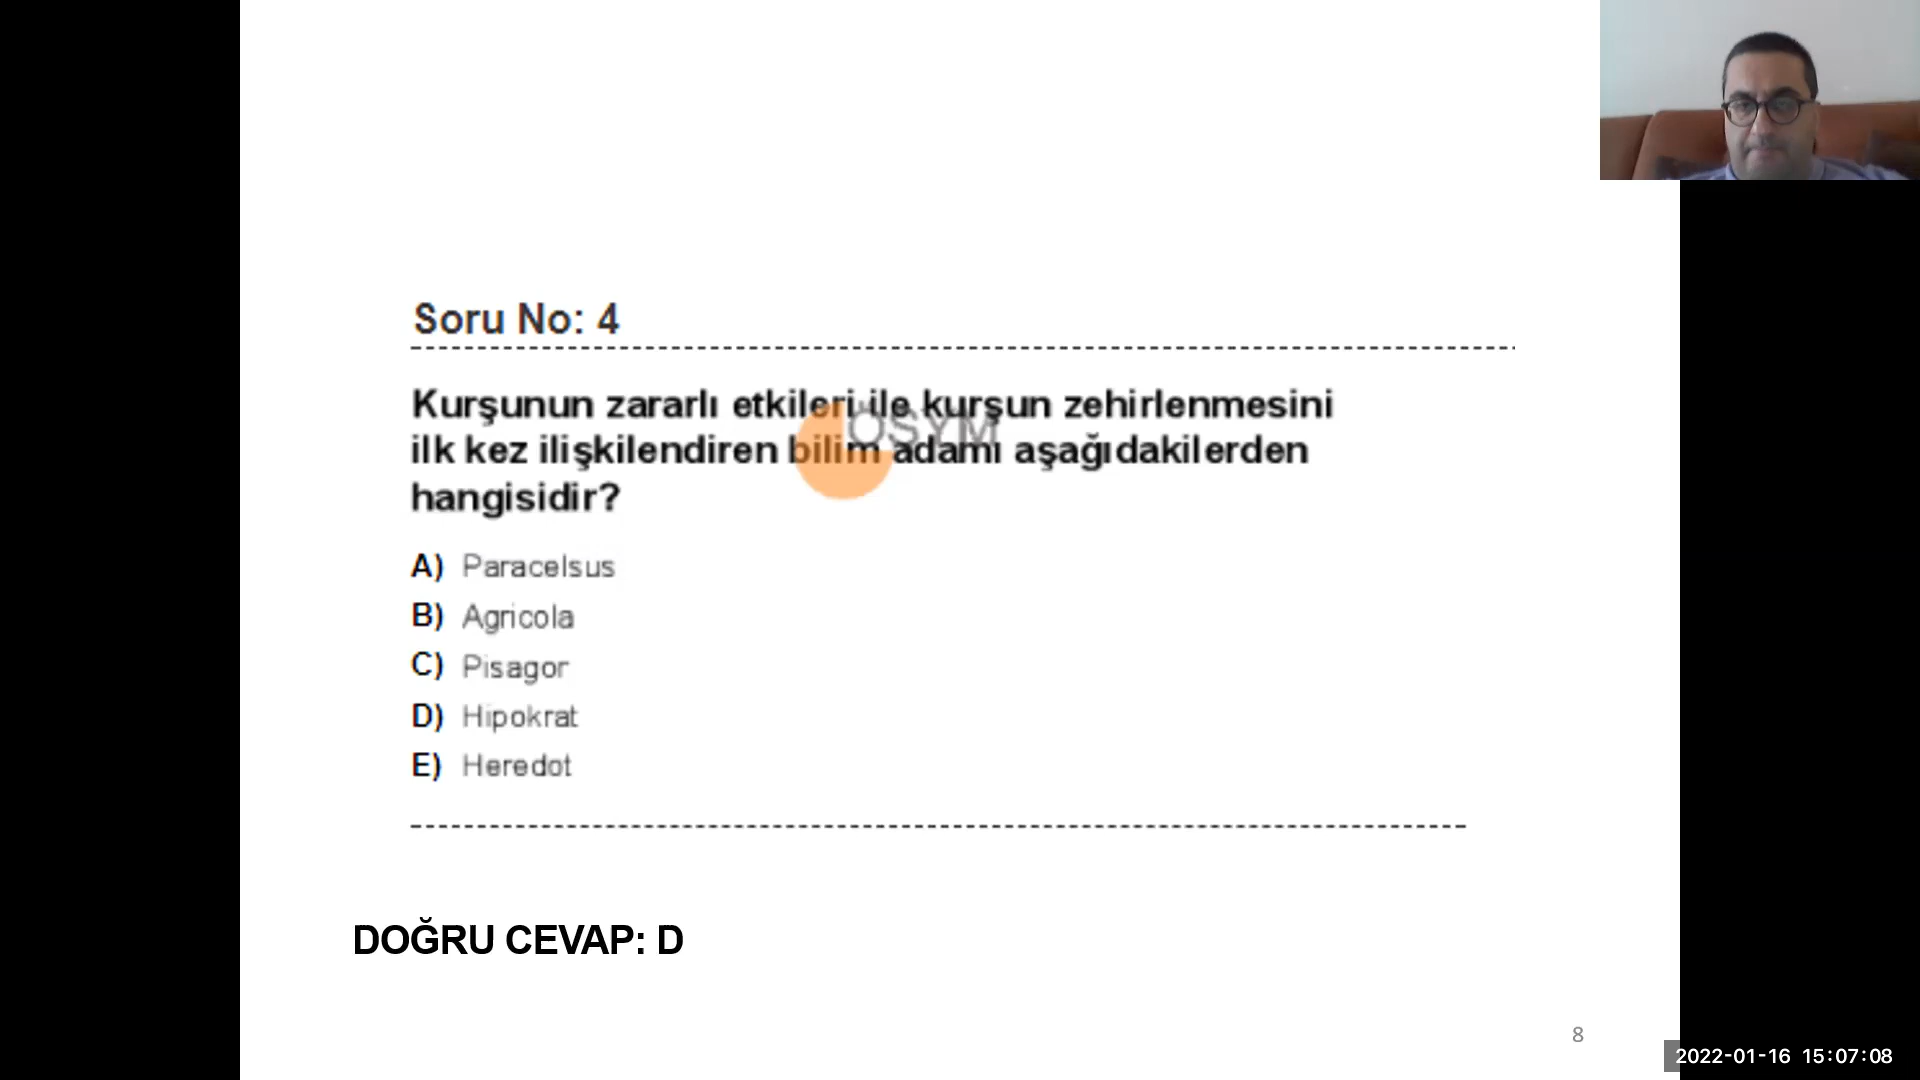 Soru No: 4
Kurşunun zararlı etkileri ile kurşun zehirlenmesini
ÖSYM
ilk kez ilişkilendiren bilim adamı aşağıdakilerden
hangisidir?
A) Paracelsus
B) Agricola
C) Pisagor
D) Hipokrat
E) Heredot
DOĞRU CEVAP: D
8
2022-01-16 15:07:08